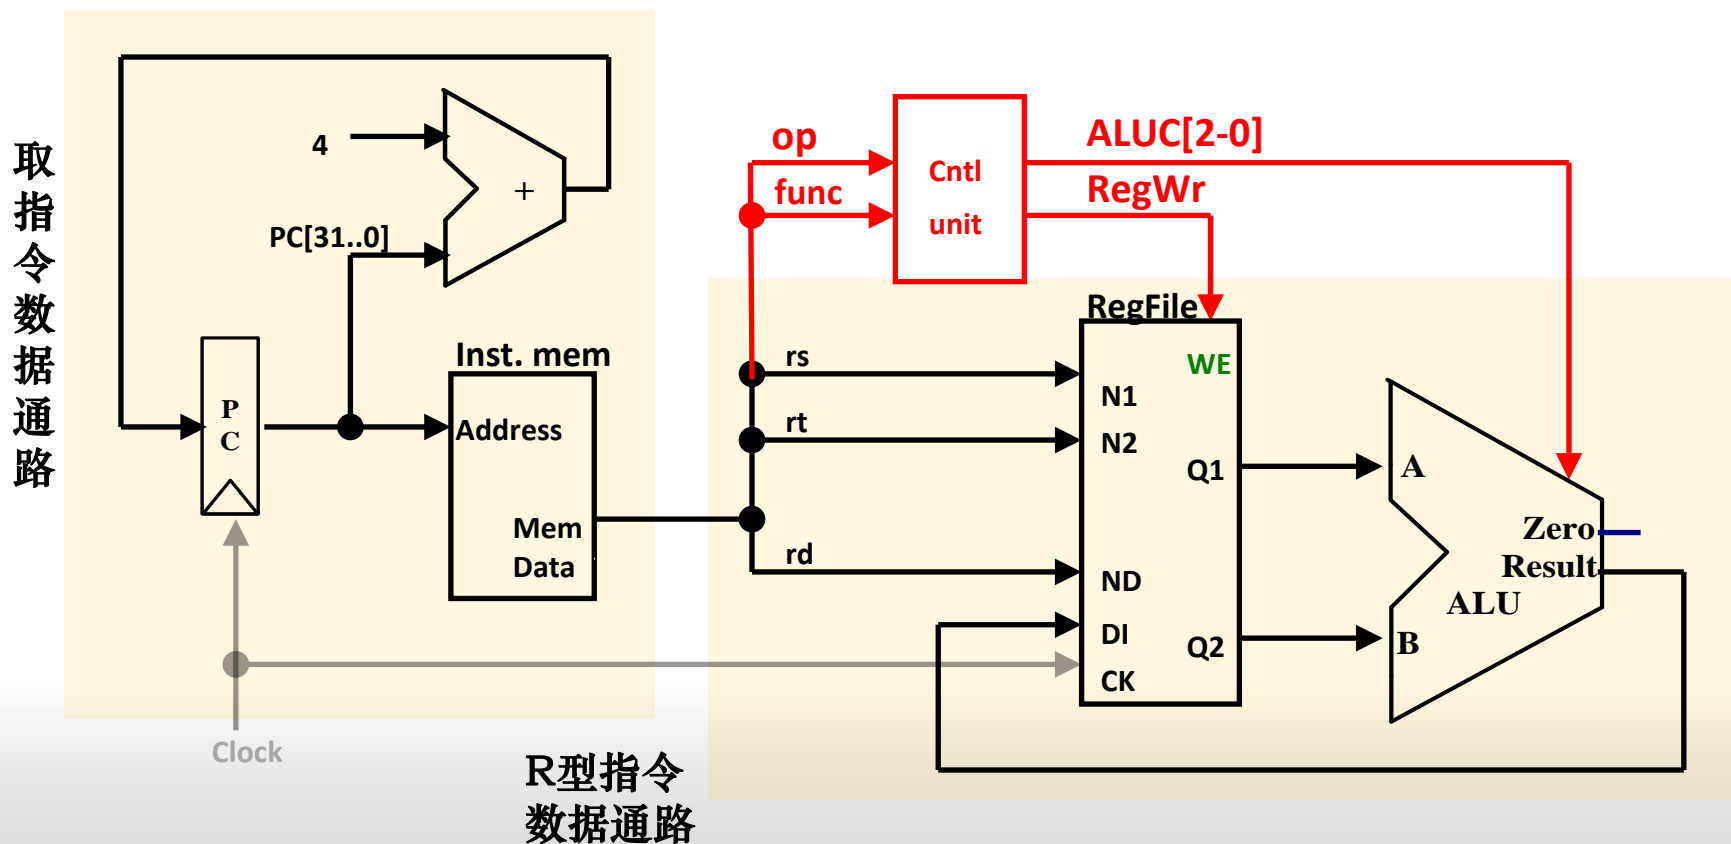 取指令数据通路
4
+
PC[31..0]
P
C
Inst. mem
Address
Mem
Data
Clock
op
func
Cntl
unit
ALUC[2-0]
RegWr
rs
rt
rd
RegFile
WE
N1
N2
Q1
ND
DI
Q2
CK
A
Zero
Result
ALU
B
R型指令
数据通路